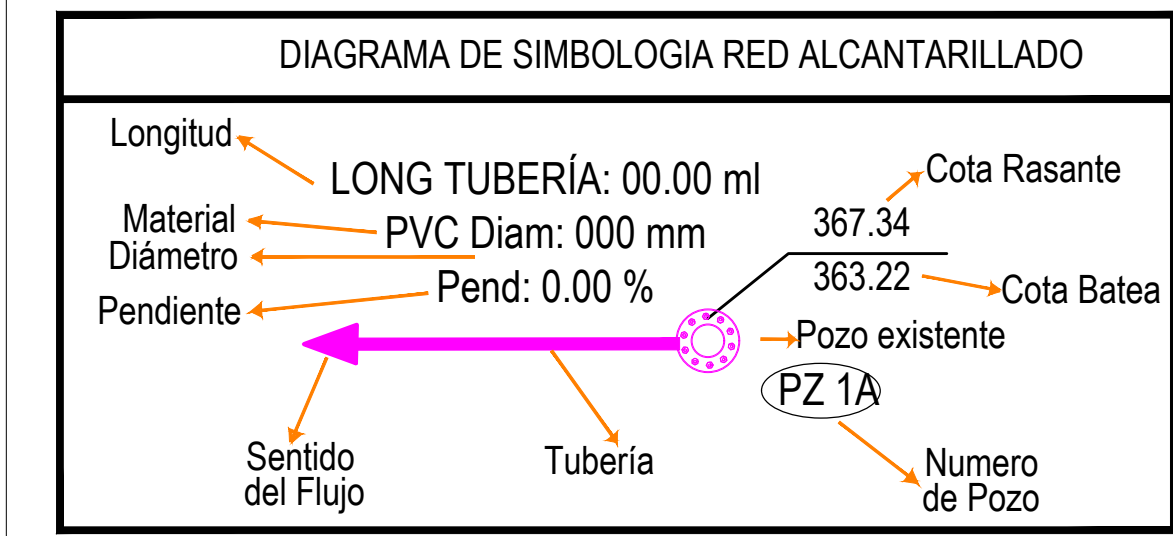 DIAGRAMA DE SIMBOLOGIA RED ALCANTARILLADO
Longitud
LONG TUBERÍA: 00.00 ml
Cota Rasante
Material
PVC Diam: 000 mm
367.34
Diámetro
Pend: 0.00 %
363.22
Cota Batea
Pendiente
Pozo existente
PZ 1A
Sentido
del Flujo
Tubería
Numero
de Pozo